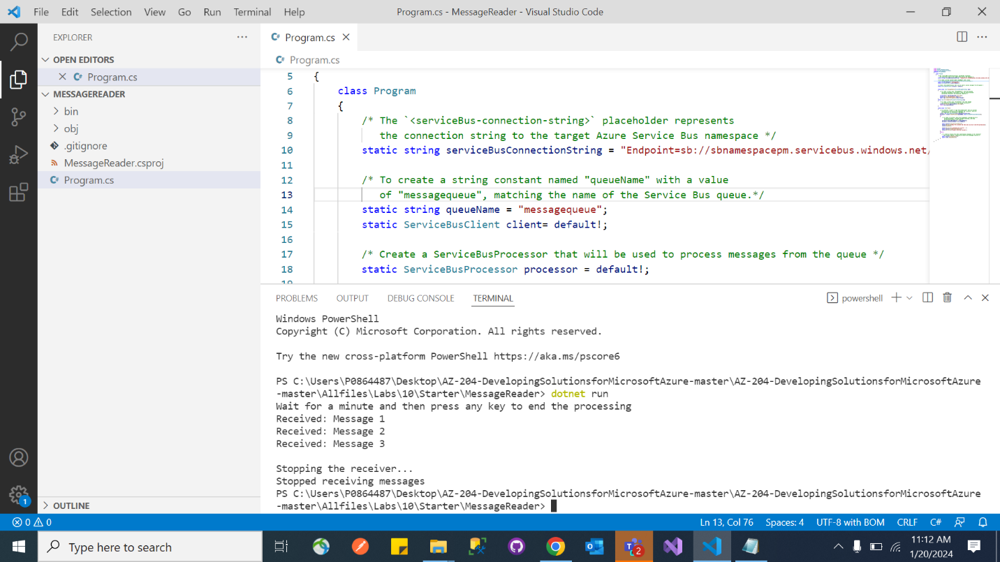 File Edit Selection View Go Run Terminal Help
Program.cs - MessageReader - Visual Studio Code
EXPLORER
OPEN EDITORS
Program.cs
MESSAGEREADER
bin
obj
.gitignore
MessageReader.csproj
Program.cs
OUTLINE
1
Program.cs
Program.cs
5 {
6 class Program
7 {
8 /* The `<serviceBus-connection-string>` placeholder represents
9 the connection string to the target Azure Service Bus namespace */
10 static string serviceBusConnectionString = "Endpoint=sb://sbnamespacepm.servicebus.windows.net/
11
12 /* To create a string constant named "queueName" with a value
13 of "messagequeue", matching the name of the Service Bus queue.*/
14 static string queueName = "messagequeue";
15 static ServiceBusClient client= default!;
16
17 /* Create a ServiceBusProcessor that will be used to process messages from the queue */
18 static ServiceBusProcessor processor = default!;
19
PROBLEMS OUTPUT DEBUG CONSOLE TERMINAL
powershell
Windows PowerShell
Copyright (C) Microsoft Corporation. All rights reserved.
Try the new cross-platform PowerShell https://aka.ms/pscore6
PS C:\Users\P0864487\Desktop\AZ-204-DevelopingSolutionsforMicrosoftAzure-master\AZ-204-DevelopingSolutionsforMicrosoftAzure
-master\Allfiles\Labs\10\Starter\MessageReader> dotnet run
Wait for a minute and then press any key to end the processing
Received: Message 1
Received: Message 2
Received: Message 3
Stopping the receiver...
Stopped receiving messages
PS C:\Users\P0864487\Desktop\AZ-204-DevelopingSolutionsforMicrosoftAzure-master\AZ-204-DevelopingSolutionsforMicrosoftAzure
-master\Allfiles\Labs\10\Starter\MessageReader>
0 0
Ln 13, Col 76 Spaces: 4 UTF-8 with BOM CRLF C#
Type here to search
2
11:12 AM
1/20/2024